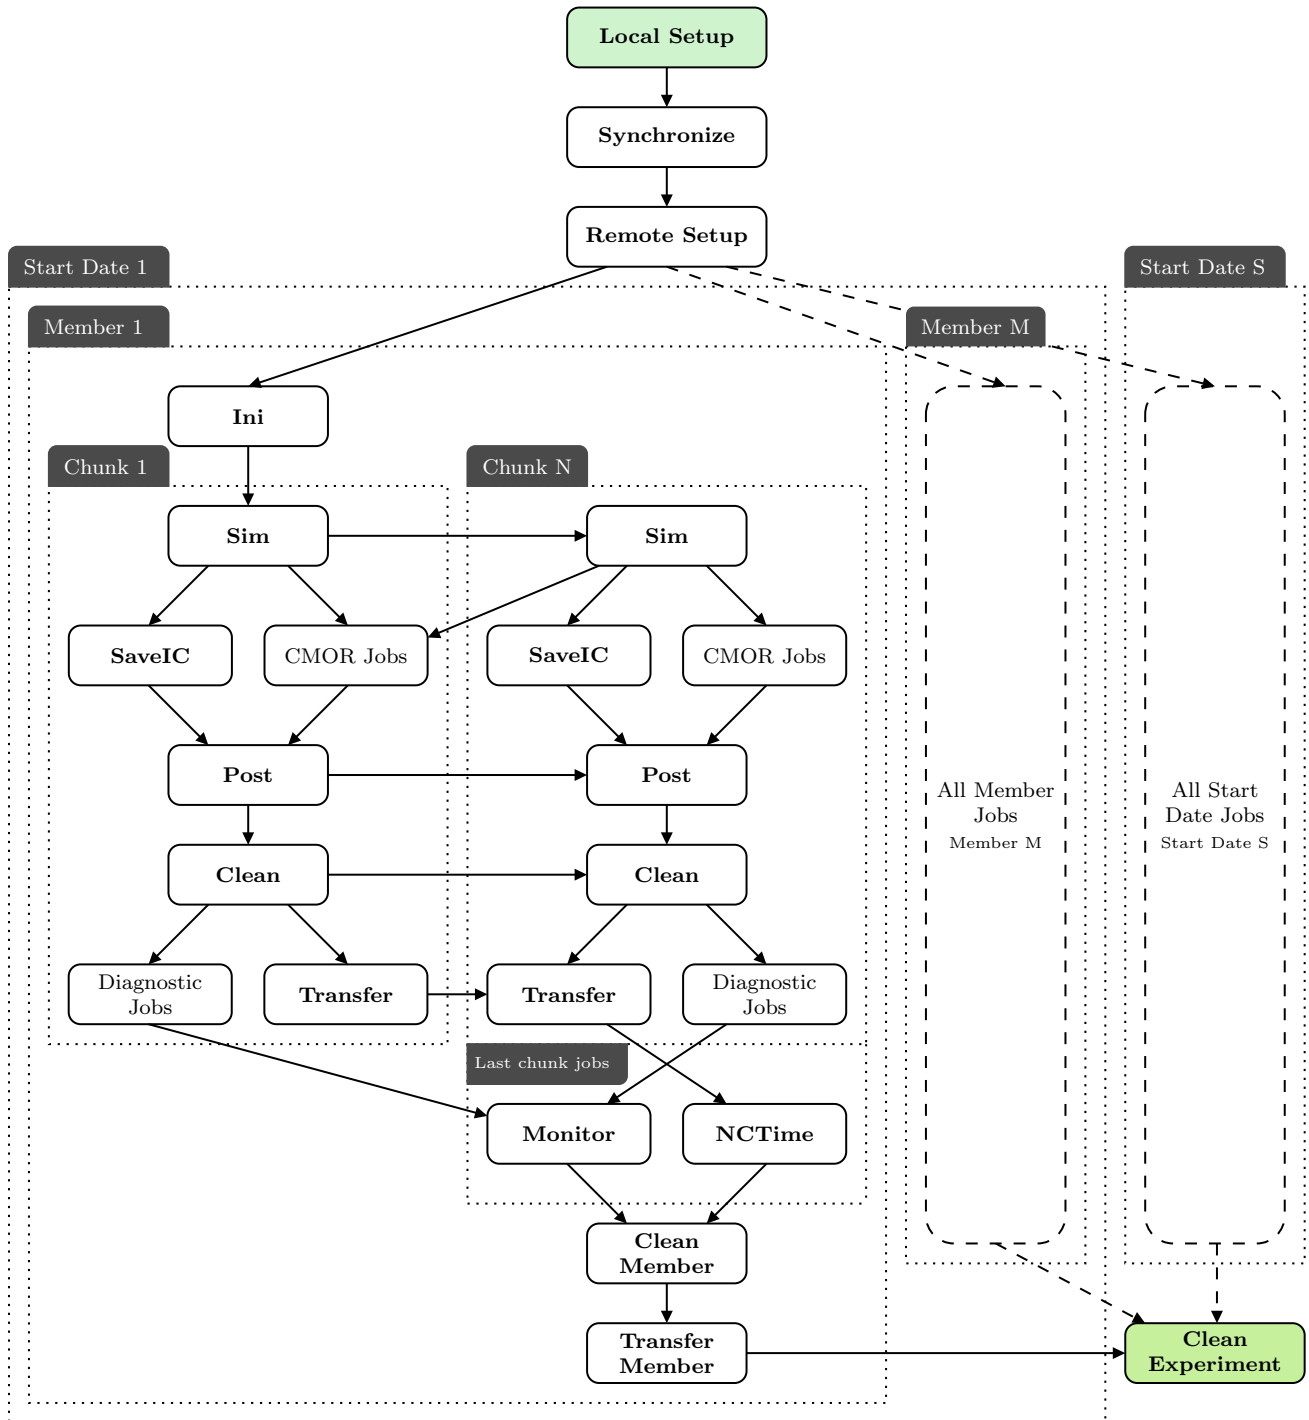 Local Setup
Synchronize
Remote Setup
Start Date 1
Start Date S
Member 1
Member M
Ini
Chunk 1
Chunk N
Sim
Sim
SaveIC
CMOR Jobs
SaveIC
CMOR Jobs
Post
Post
All Member
Jobs
Member M
All Start
Date Jobs
Start Date S
Clean
Clean
Diagnostic
Jobs
Transfer
Transfer
Diagnostic
Jobs
Last chunk jobs
Monitor
NCTime
Clean
Member
Transfer
Member
Clean
Experiment